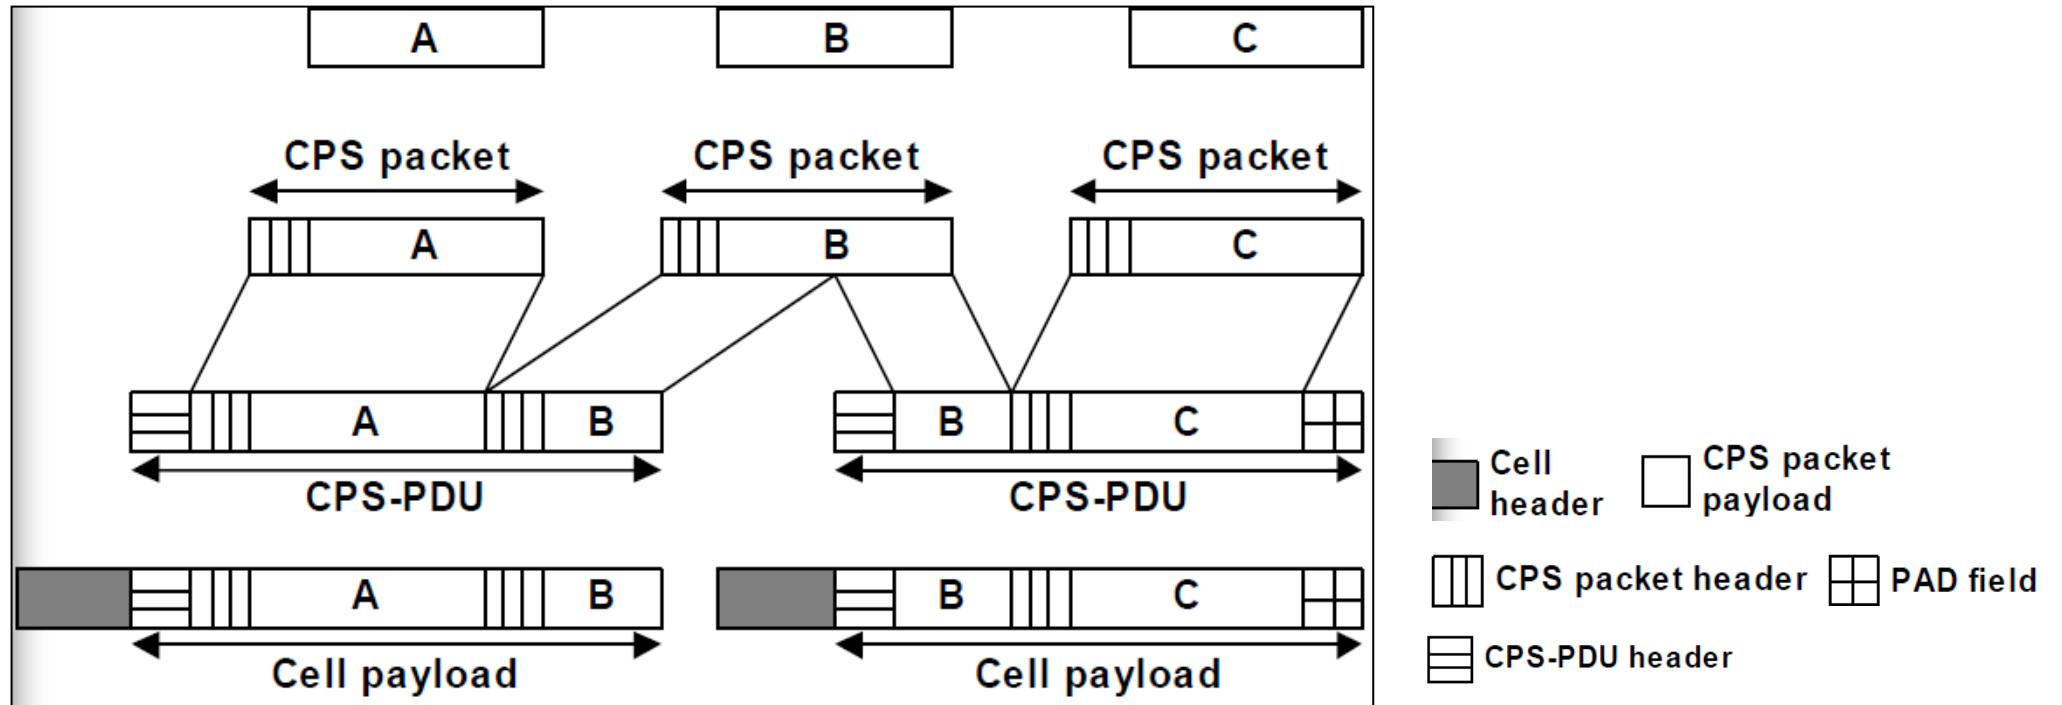 A B C
CPS packet CPS packet CPS packet
A B C
A B B C
CPS-PDU CPS-PDU
A B B C
Cell payload Cell payload
Cell
header
CPS packet
payload
CPS packet header
PAD field
CPS-PDU header